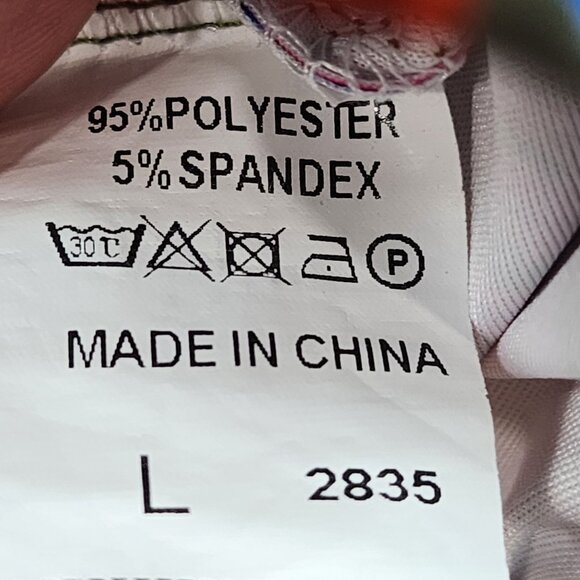 95%POLYESTER
5%SPANDEX
30℃ P
MADE IN CHINA
L 2835